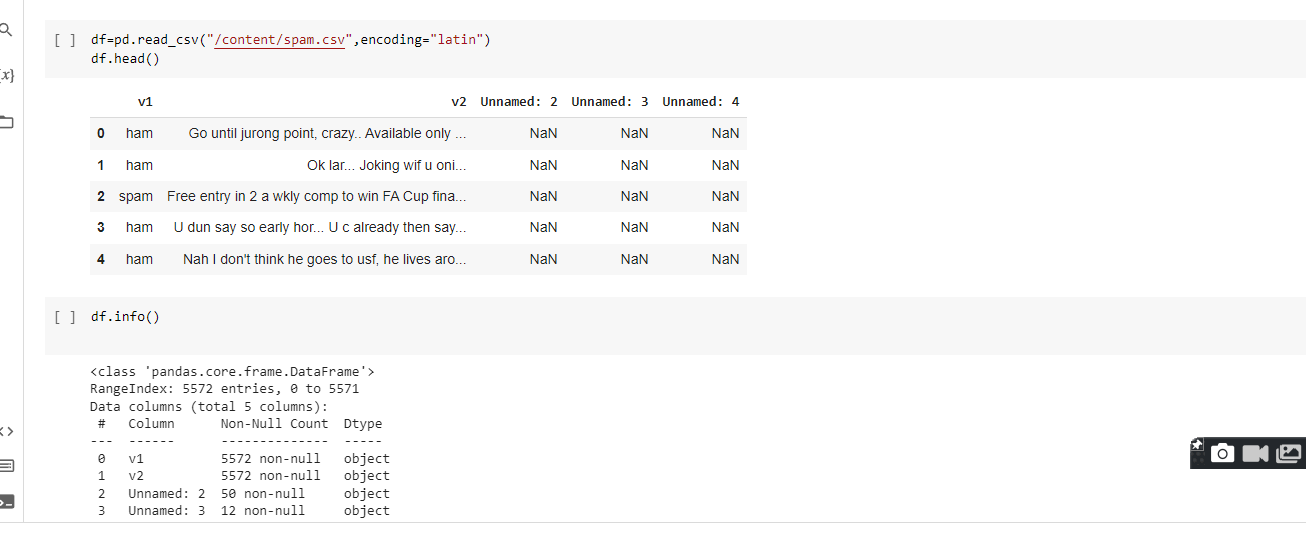 [ ] df=pd.read_csv("/content/spam.csv",encoding="latin")
df.head()
v1 v2 Unnamed: 2 Unnamed: 3 Unnamed: 4
0 ham Go until jurong point, crazy.. Available only ... NaN NaN NaN
1 ham Ok lar... Joking wif u oni... NaN NaN NaN
2 spam Free entry in 2 a wkly comp to win FA Cup fina... NaN NaN NaN
3 ham U dun say so early hor... U c already then say... NaN NaN NaN
4 ham Nah I don't think he goes to usf, he lives aro... NaN NaN NaN
[ ] df.info()
<class 'pandas.core.frame.DataFrame'>
RangeIndex: 5572 entries, 0 to 5571
Data columns (total 5 columns):
# Column Non-Null Count Dtype
--- ------ -------------- -----
0 v1 5572 non-null object
1 v2 5572 non-null object
2 Unnamed: 2 50 non-null object
3 Unnamed: 3 12 non-null object